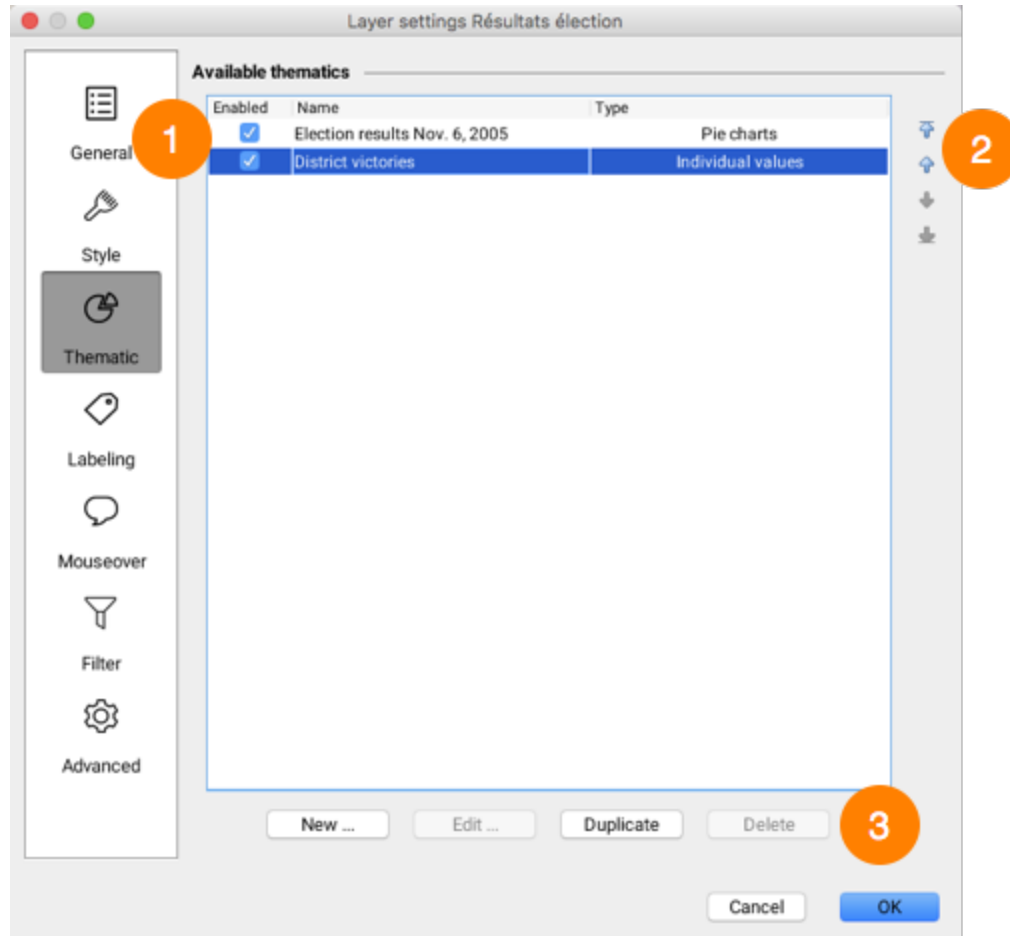 Layer settings Résultats élection
General
Style
Thematic
Labeling
Mouseover
Filter
Advanced
Available thematics
Enabled Name Type
Election results Nov. 6, 2005 Pie charts
District victories Individual values
1
2
New ... Edit ... Duplicate Delete
3
Cancel OK